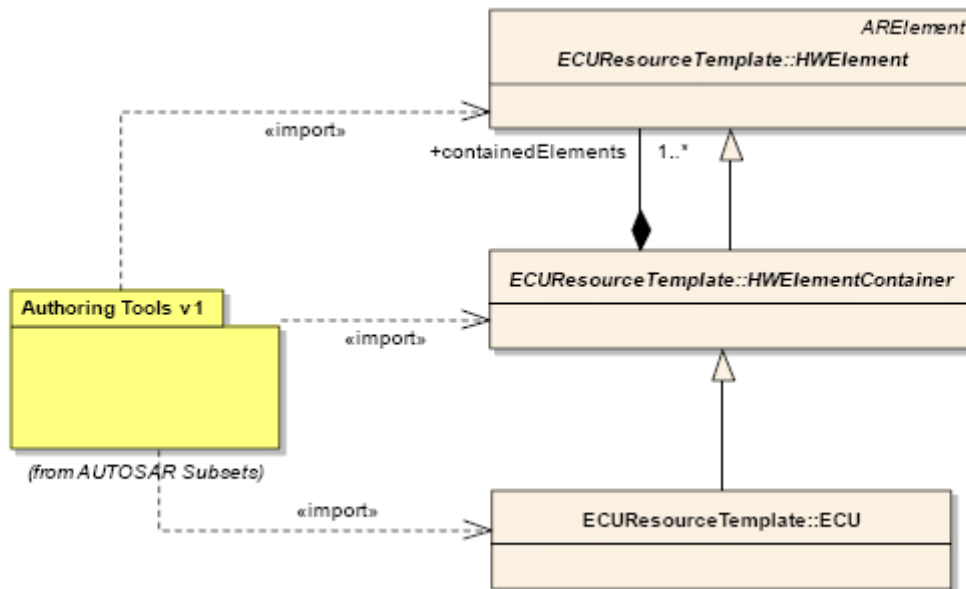 ARElement
ECUResourceTemplate::HWElement
«import»
+containedElements 1..*
ECUResourceTemplate::HWElementContainer
Authoring Tools v1
«import»
(from AUTOSAR Subsets)
«import»
ECUResourceTemplate::ECU